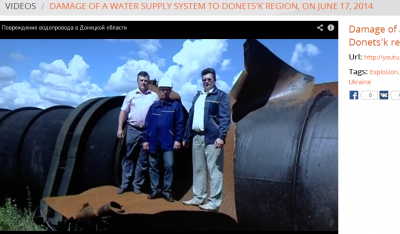 VIDEOS / DAMAGE OF A WATER SUPPLY SYSTEM TO DONETS'K REGION, ON JUNE 17, 2014
Повреждение водопровода в Донецкой области
Damage of a
Donets'k re
Url: http://youtu.
Tags: Explosion,
Ukraine
0
0